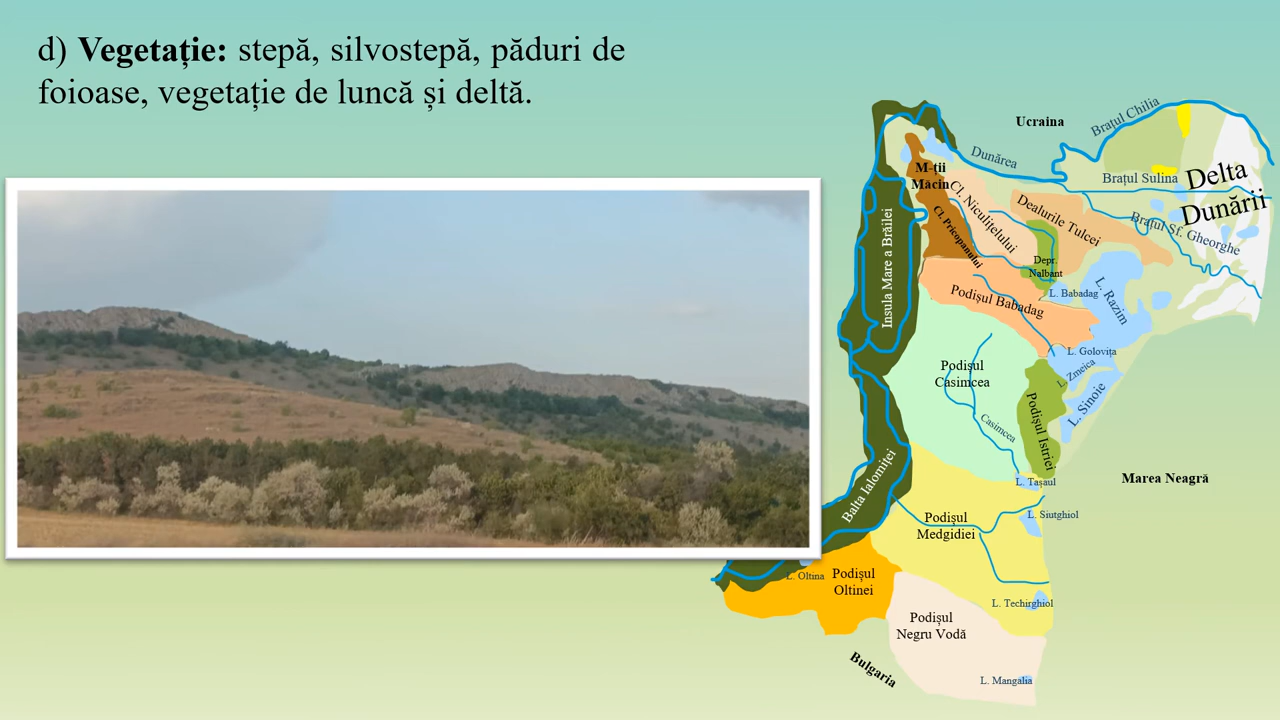 d) Vegetație: stepă, silvostepă, păduri de
foioase, vegetație de luncă și deltă.
Ucraina
Brațul Chilia
Dunărea
M-ții
Măcin
Brațul Sulina
Delta
Dunării
Cl. Niculițelului
Dealurile Tulcei
Cl. Pricopanului
Brațul Sf. Gheorghe
Insula Mare a Brăilei
Depr.
Nalbant
L. Babadag
L. Razim
Podișul Babadag
L. Golovița
L. Zmeica
Podișul
Casimcea
L. Sinoie
Podișul Istriei
Casimcea
Balta Ialomiței
L. Tașaul
Marea Neagră
Podișul
Medgidiei
L. Siutghiol
L. Oltina
Podișul
Oltinei
L. Techirghiol
Podișul
Negru Vodă
Bulgaria
L. Mangalia